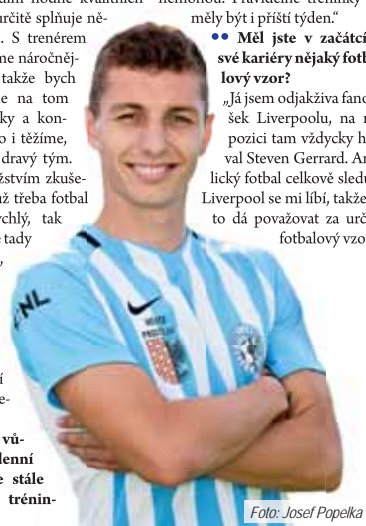 určitě splňuje ně-
. S trenérem
me náročněj-
takže bych
e na tom
ky a kon-
o i těžíme,
dravý tým.
žstvím zkuše-
už třeba fotbal
ychlý, tak
e tady
měly být i příští týden.“
•• Měl jste v začátcí
své kariéry nějaký fotb
lový vzor?
„Já jsem odjakživa fano
šek Liverpoolu, na m
pozici tam vždycky h
val Steven Gerrard. An
lický fotbal celkově sledu
Liverpool se mi líbí, takže
to dá považovat za urč
fotbalový vzo
NL
í
e-
vů-
lenní
e stále
trénin-
Foto: Josef Popelka